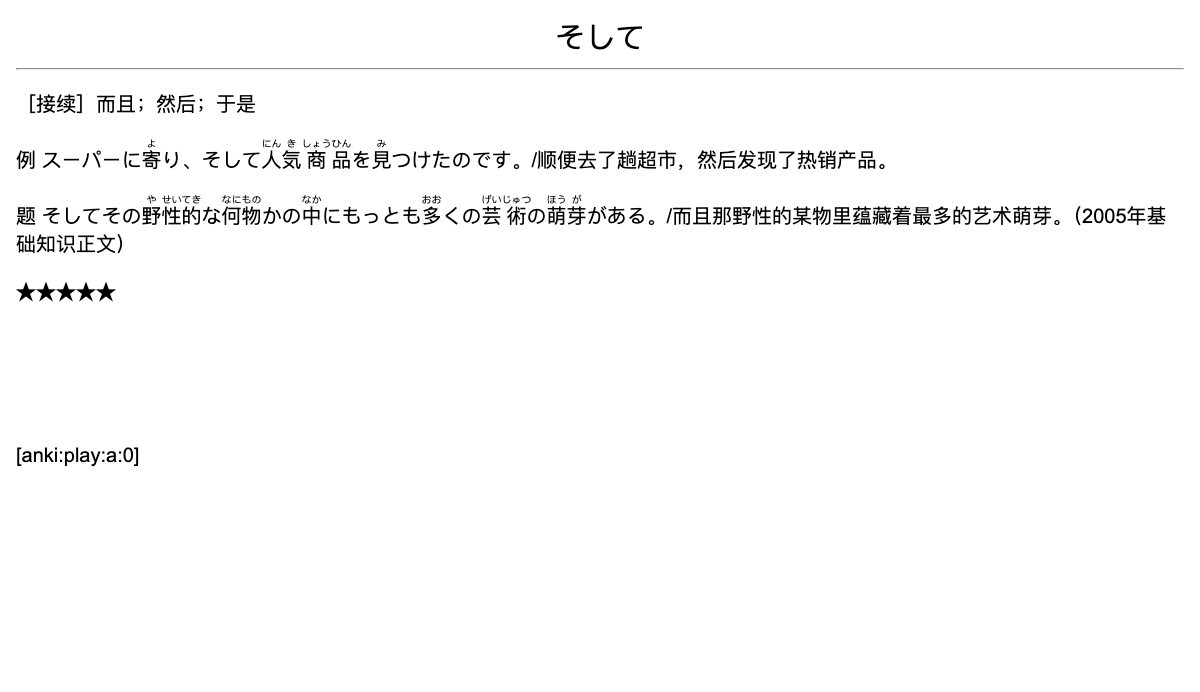 そして
［接续］而且；然后；于是
よ にん き しょうひん み
例 スーパーに寄り、そして人気商品を見つけたのです。/顺便去了趟超市，然后发现了热销产品。
や せいてき なにもの なか おお げいじゅつ ほう が
题 そしてその野性的な何物かの中にもっとも多くの芸術の萌芽がある。/而且那野性的某物里蕴藏着最多的艺术萌芽。（2005年基
础知识正文）
★★★★★
[anki:play:a:0]